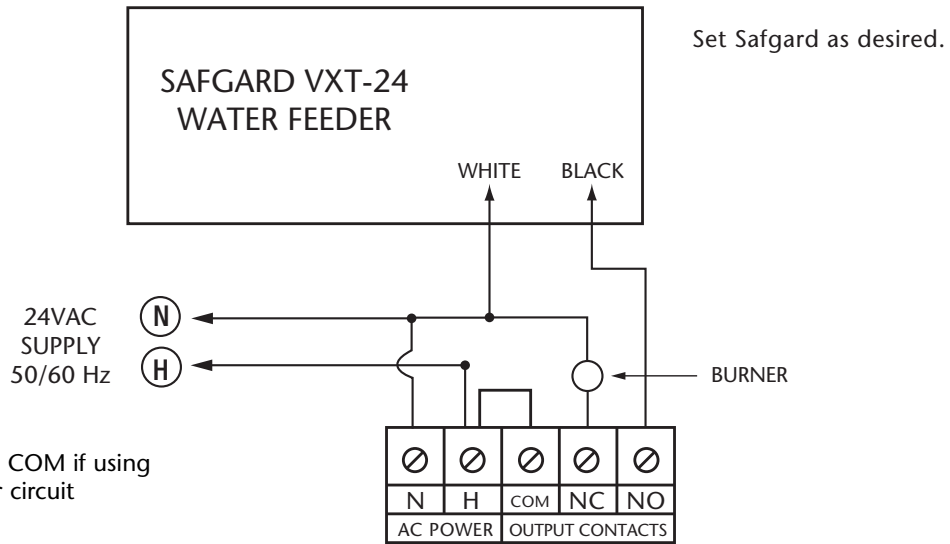 Set Safgard as desired.
SAFGARD VXT-24
WATER FEEDER
WHITE BLACK
24VAC
SUPPLY
50/60 Hz
N
H
BURNER
COM if using
circuit
N H COM NC NO
AC POWER OUTPUT CONTACTS